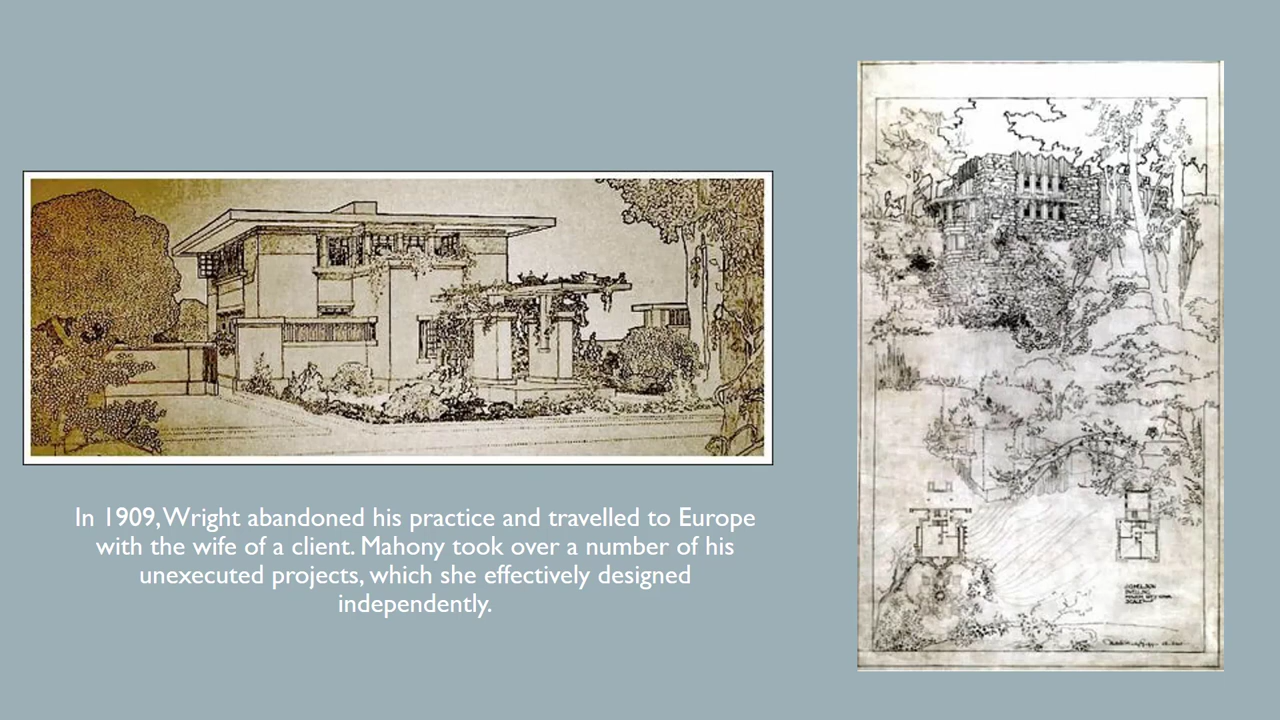 In 1909, Wright abandoned his practice and travelled to Europe
with the wife of a client. Mahony took over a number of his
unexecuted projects, which she effectively designed
independently.
DWELLING